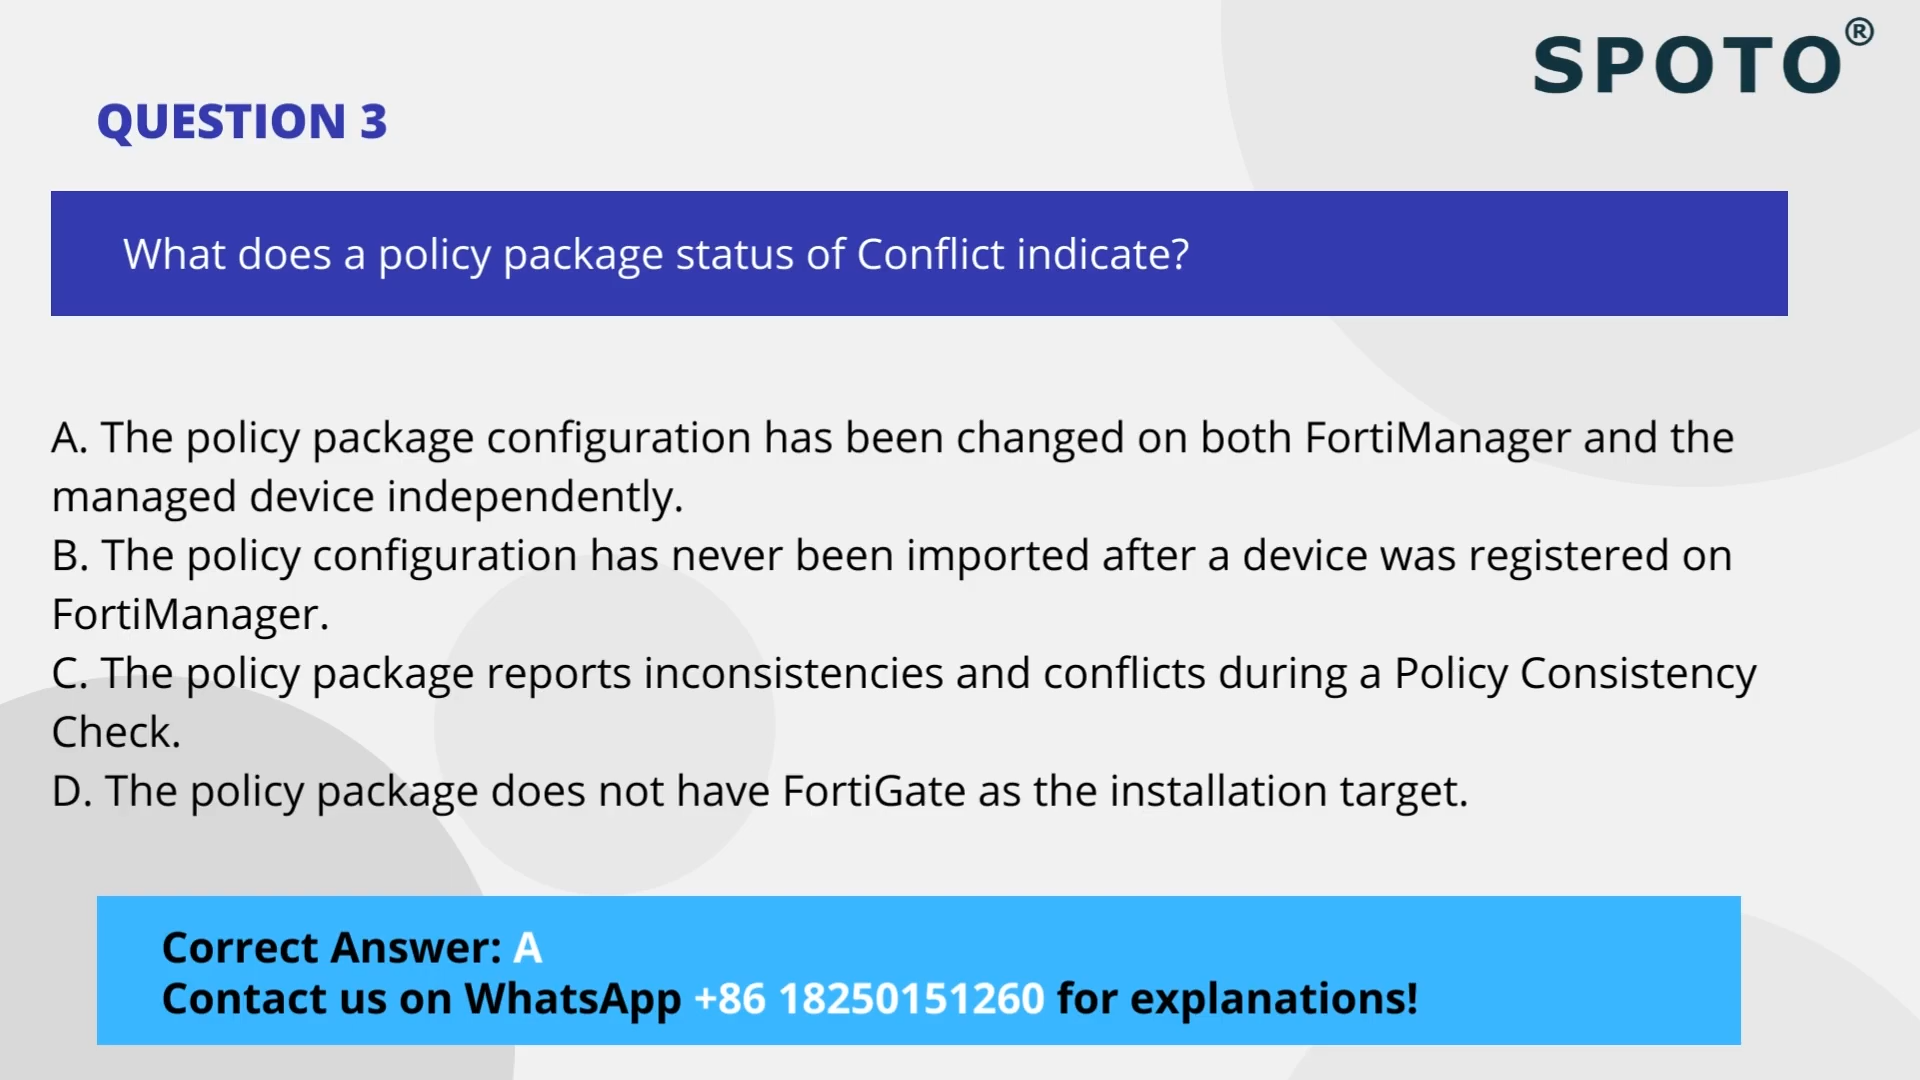 SPOTO®
QUESTION 3
What does a policy package status of Conflict indicate?
A. The policy package configuration has been changed on both FortiManager and the
managed device independently.
B. The policy configuration has never been imported after a device was registered on
FortiManager.
C. The policy package reports inconsistencies and conflicts during a Policy Consistency
Check.
D. The policy package does not have FortiGate as the installation target.
Correct Answer: A
Contact us on WhatsApp +86 18250151260 for explanations!